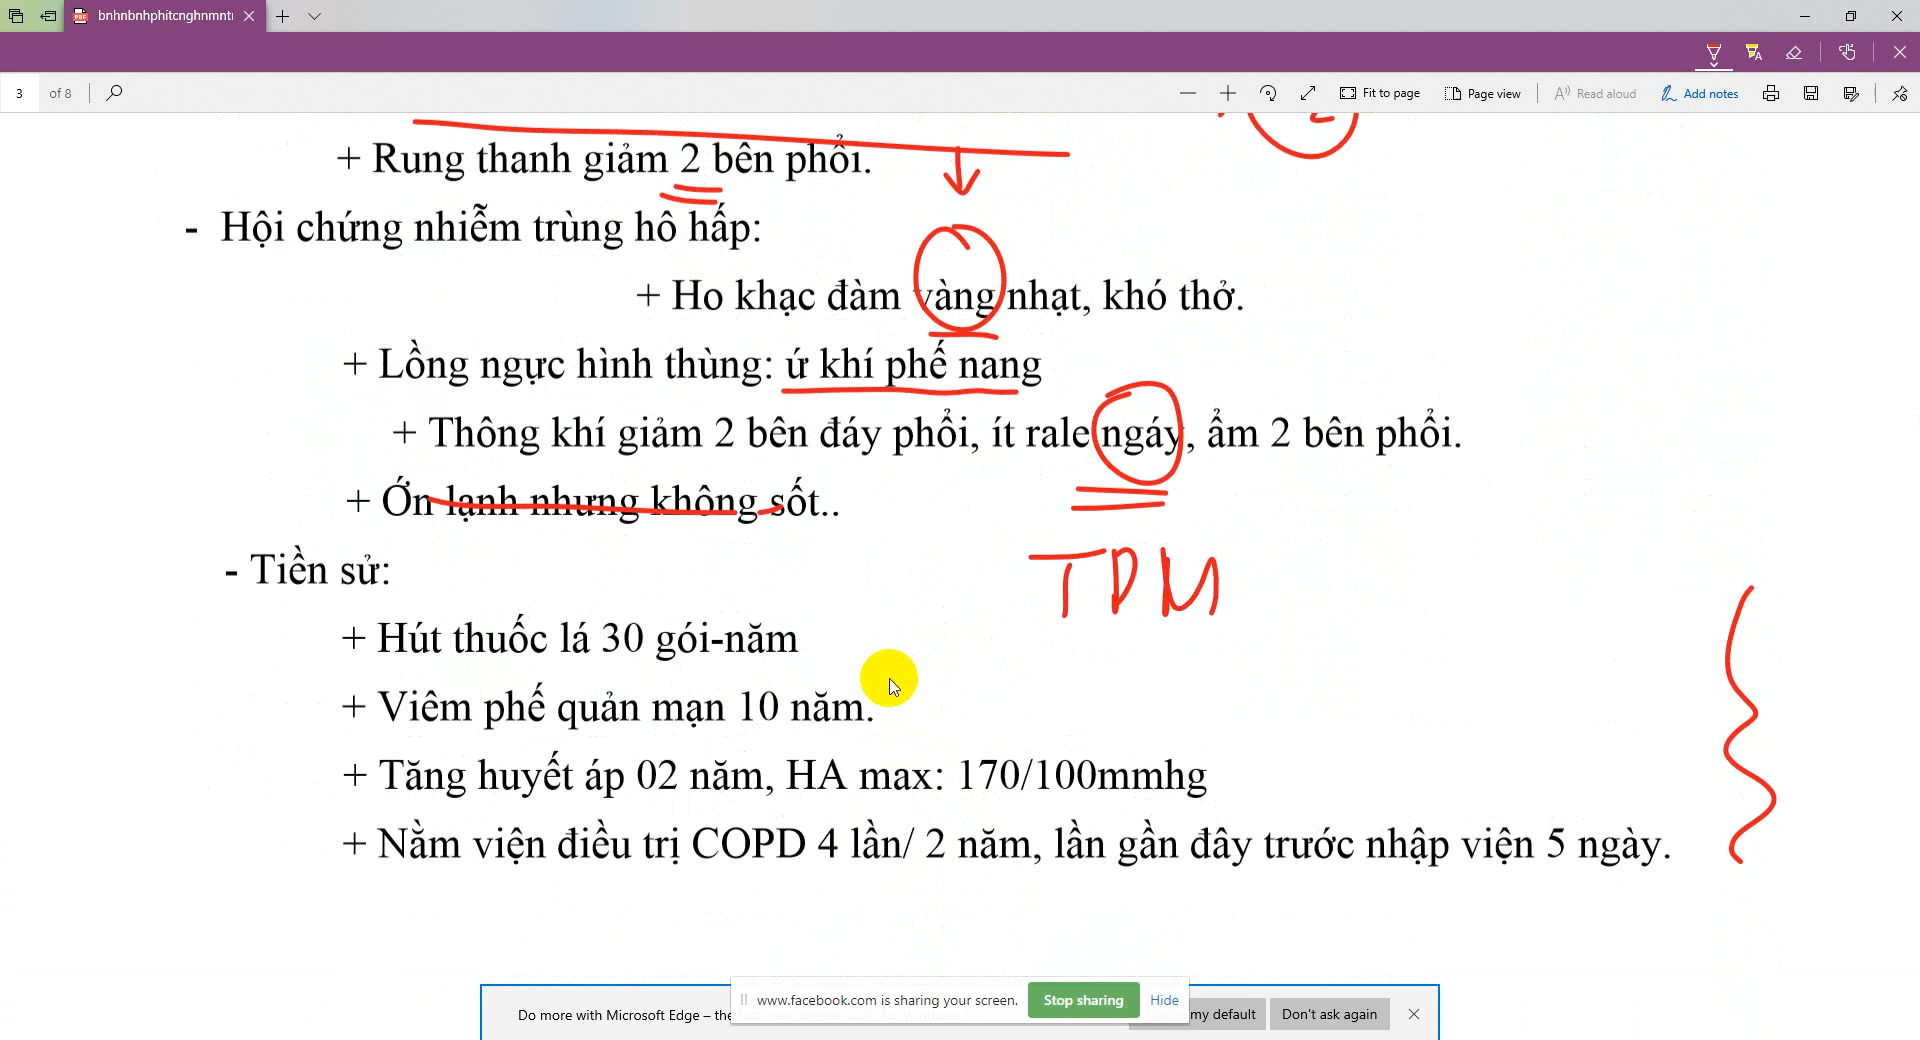 bnhnbnhphitcnghnmntı
3 of 8
Fit to page
Page view
Read aloud
Add notes
2
+ Rung thanh giảm 2 bên phổi.
- Hội chứng nhiễm trùng hô hấp:
+ Ho khạc đàm vàng nhạt, khó thở.
+ Lồng ngực hình thùng: ứ khí phế nang
+ Thông khí giảm 2 bên đáy phổi, ít rale ngáy, ẩm 2 bên phổi.
+ Ớn lạnh nhưng không sốt..
TDM
- Tiền sử:
+ Hút thuốc lá 30 gói-năm
+ Viêm phế quản mạn 10 năm.
+ Tăng huyết áp 02 năm, HA max: 170/100mmhg
+ Nằm viện điều trị COPD 4 lần/ 2 năm, lần gần đây trước nhập viện 5 ngày.
www.facebook.com is sharing your screen.
Stop sharing
Hide
Do more with Microsoft Edge – the
my default
Don't ask again